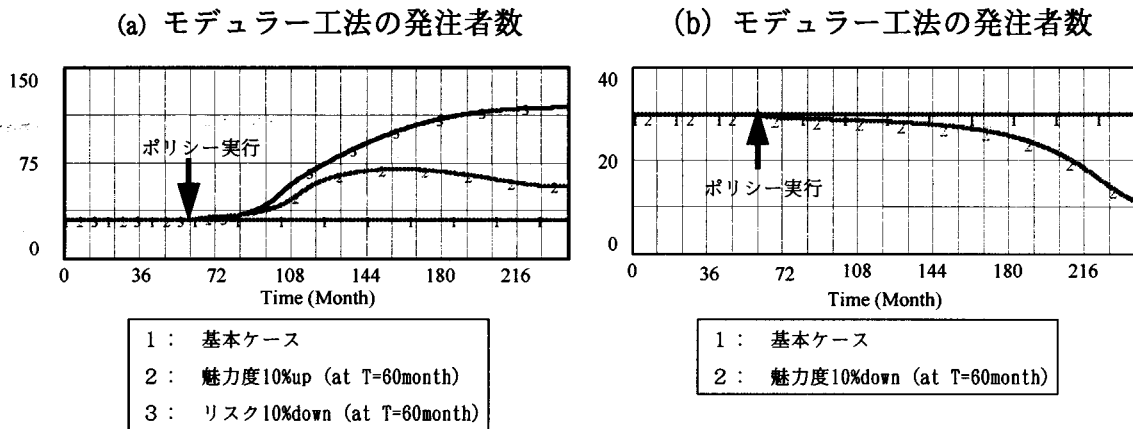 (a) モデュラー工法の発注者数
150
75
0
ポリシー実行
0 36 72 108 144 180 216
Time (Month)
1： 基本ケース
2： 魅力度10%up (at T=60month)
3： リスク10%down (at T=60month)
(b) モデュラー工法の発注者数
40
20
0
ポリシー実行
0 36 72 108 144 180 216
Time (Month)
1： 基本ケース
2： 魅力度10%down (at T=60month)